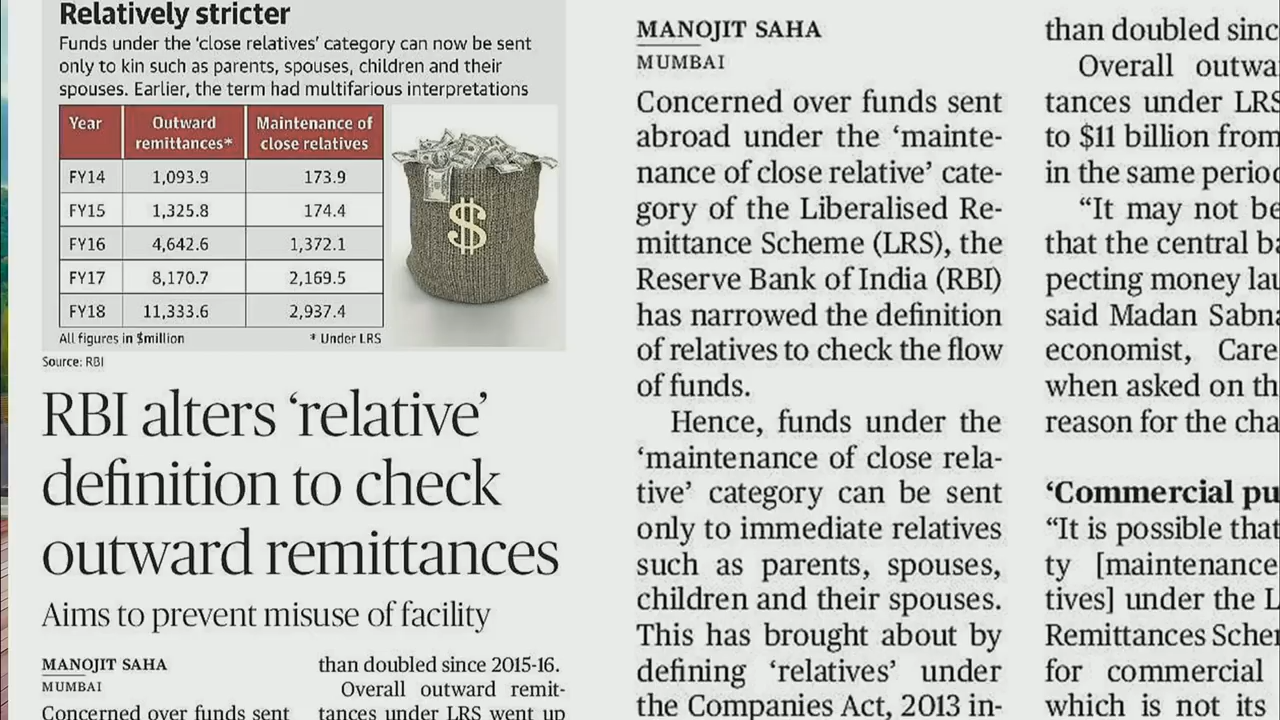 Relatively stricter
Funds under the ‘close relatives’ category can now be sent
only to kin such as parents, spouses, children and their
spouses. Earlier, the term had multifarious interpretations
Year Outward remittances* Maintenance of close relatives
FY14 1,093.9 173.9
FY15 1,325.8 174.4
FY16 4,642.6 1,372.1
FY17 8,170.7 2,169.5
FY18 11,333.6 2,937.4
All figures in $million * Under LRS
Source: RBI
$
RBI alters ‘relative’
definition to check
outward remittances
Aims to prevent misuse of facility
MANOJIT SAHA
MUMBAI
Concerned over funds sent
than doubled since 2015-16.
Overall outward remit-
tances under LRS went up
MANOJIT SAHA
MUMBAI
Concerned over funds sent
abroad under the ‘mainte-
nance of close relative’ cate-
gory of the Liberalised Re-
mittance Scheme (LRS), the
Reserve Bank of India (RBI)
has narrowed the definition
of relatives to check the flow
of funds.
Hence, funds under the
‘maintenance of close rela-
tive’ category can be sent
only to immediate relatives
such as parents, spouses,
children and their spouses.
This has brought about by
defining ‘relatives’ under
the Companies Act, 2013 in-
than doubled sinc
Overall outwa
tances under LRS
to $11 billion from
in the same perio
“It may not be
that the central ba
pecting money lau
said Madan Sabna
economist, Care
when asked on th
reason for the cha
‘Commercial pu
“It is possible that
ty [maintenance
tives] under the L
Remittances Sche
for commercial
which is not its